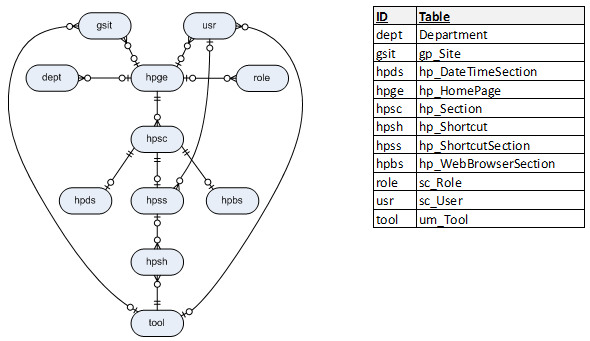 gsit
usr
dept
hpge
role
hpsc
hpds
hpss
hpbs
hpsh
tool
ID Table
dept Department
gsit gp_Site
hpds hp_DateTimeSection
hpge hp_HomePage
hpsc hp_Section
hpsh hp_Shortcut
hpss hp_ShortcutSection
hpbs hp_WebBrowserSection
role sc_Role
usr sc_User
tool um_Tool